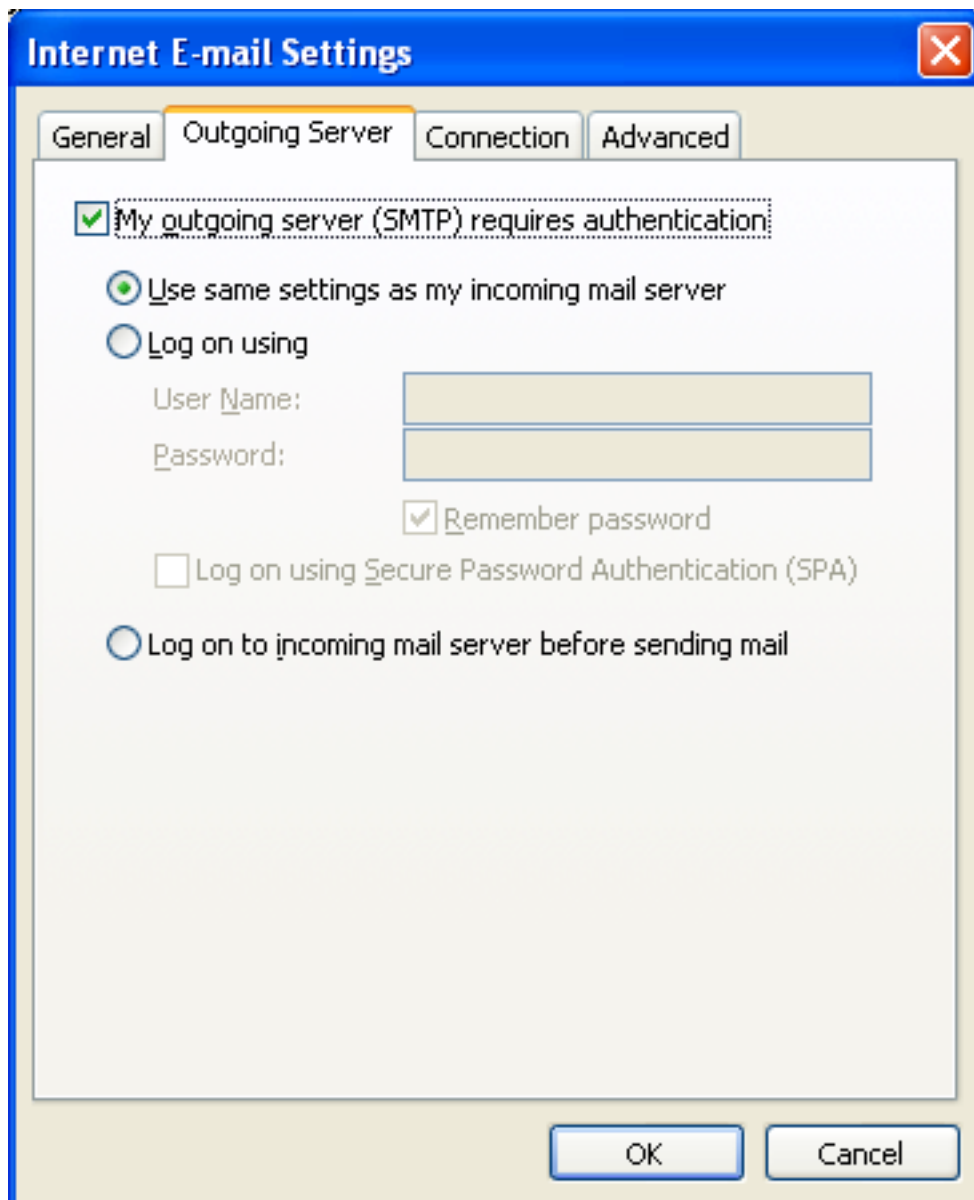 Internet E-mail Settings
General Outgoing Server Connection Advanced
My outgoing server (SMTP) requires authentication
Use same settings as my incoming mail server
Log on using
User Name:
Password:
Remember password
Log on using Secure Password Authentication (SPA)
Log on to incoming mail server before sending mail
OK Cancel